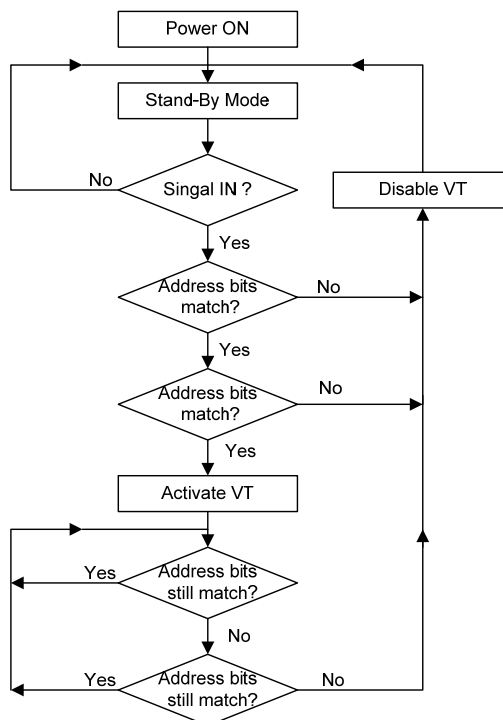 Power ON
Stand-By Mode
No
Singal IN ?
Disable VT
Yes
Address bits
match?
No
Yes
Address bits
match?
No
Yes
Activate VT
Yes
Address bits
still match?
No
Yes
Address bits
still match?
No